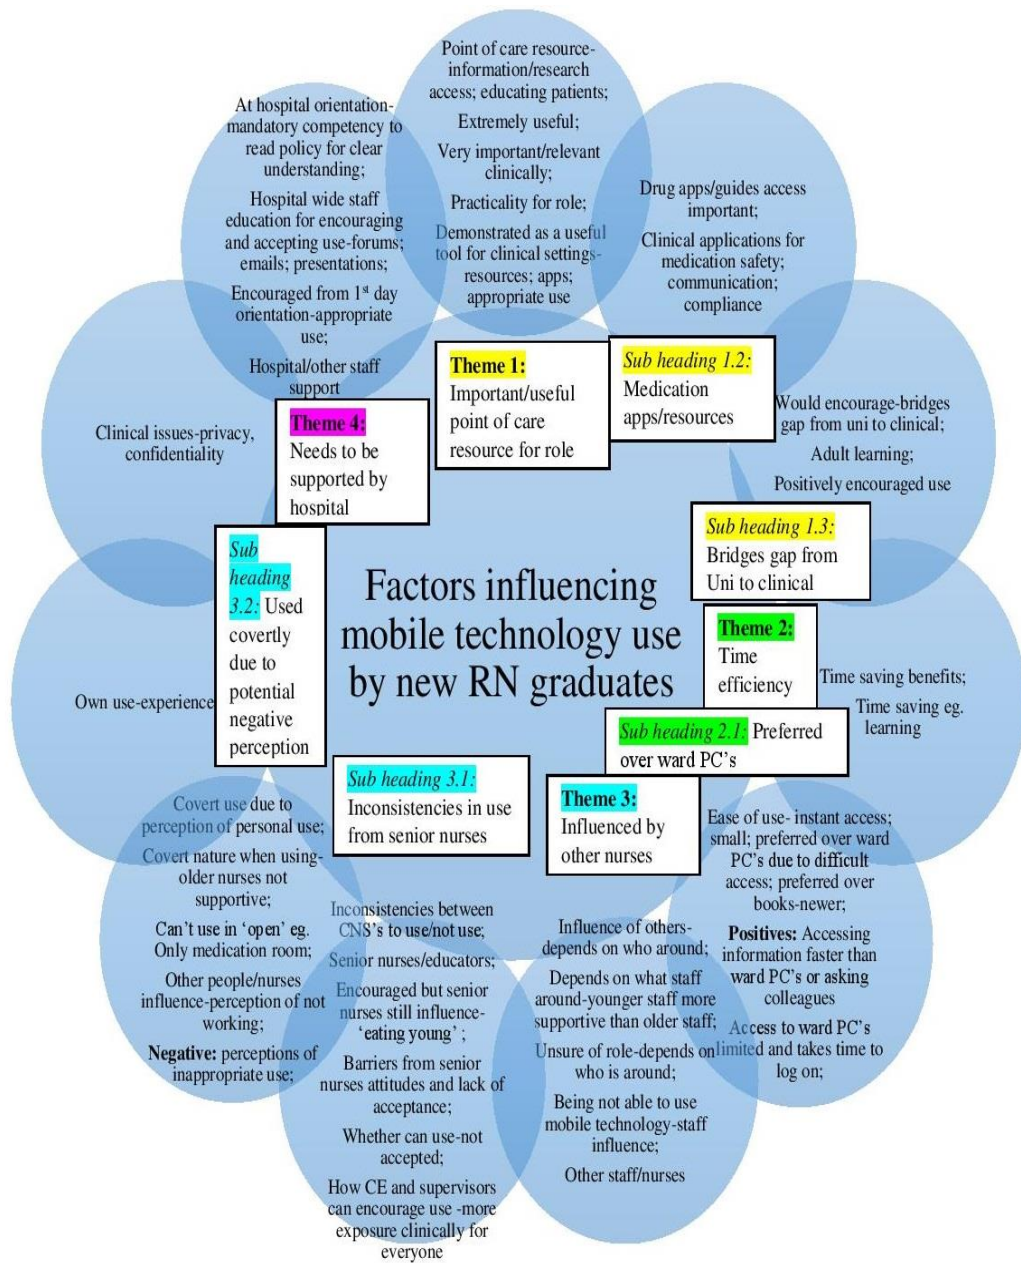 Point of care resource-
information/research
access; educating patients;
Extremely useful;
Very important/relevant
clinically;
Practicality for role;
Demonstrated as a useful
tool for clinical settings-
resources; apps;
appropriate use
At hospital orientation-
mandatory competency to
read policy for clear
understanding;
Hospital wide staff
education for encouraging
and accepting use-forums;
emails; presentations;
Encouraged from 1st day
orientation-appropriate
use;
Hospital/other staff
support
Drug apps/guides access
important;
Clinical applications for
medication safety;
communication;
compliance
Theme 1:
Important/useful
point of care
resource for role
Sub heading 1.2:
Medication
apps/resources
Would encourage-bridges
gap from uni to clinical;
Adult learning;
Positively encouraged use
Clinical issues-privacy,
confidentiality
Theme 4:
Needs to be
supported by
hospital
Sub heading 1.3:
Bridges gap from
Uni to clinical
Sub
heading
3.2: Used
covertly
due to
potential
negative
perception
Factors influencing
mobile technology use
by new RN graduates
Theme 2:
Time
efficiency
Time saving benefits;
Time saving eg.
learning
Own use-experience
Sub heading 2.1: Preferred
over ward PC's
Sub heading 3.1:
Inconsistencies in use
from senior nurses
Theme 3:
Influenced by
other nurses
Covert use due to
perception of personal use;
Covert nature when using-
older nurses not
supportive;
Can't use in 'open' eg.
Only medication room;
Other people/nurses
influence-perception of not
working;
Negative: perceptions of
inappropriate use;
Inconsistencies between
CNS's to use/not use;
Senior nurses/educators;
Encouraged but senior
nurses still influence-
'eating young' ;
Barriers from senior
nurses attitudes and lack of
acceptance;
Whether can use-not
accepted;
How CE and supervisors
can encourage use -more
exposure clinically for
everyone
Influence of others-
depends on who around;
Depends on what staff
around-younger staff more
supportive than older staff;
Unsure of role-depends on
who is around;
Being not able to use
mobile technology-staff
influence;
Other staff/nurses
Ease of use- instant access;
small; preferred over ward
PC's due to difficult
access; preferred over
books-newer;
Positives: Accessing
information faster than
ward PC's or asking
colleagues
Access to ward PC's
limited and takes time to
log on;